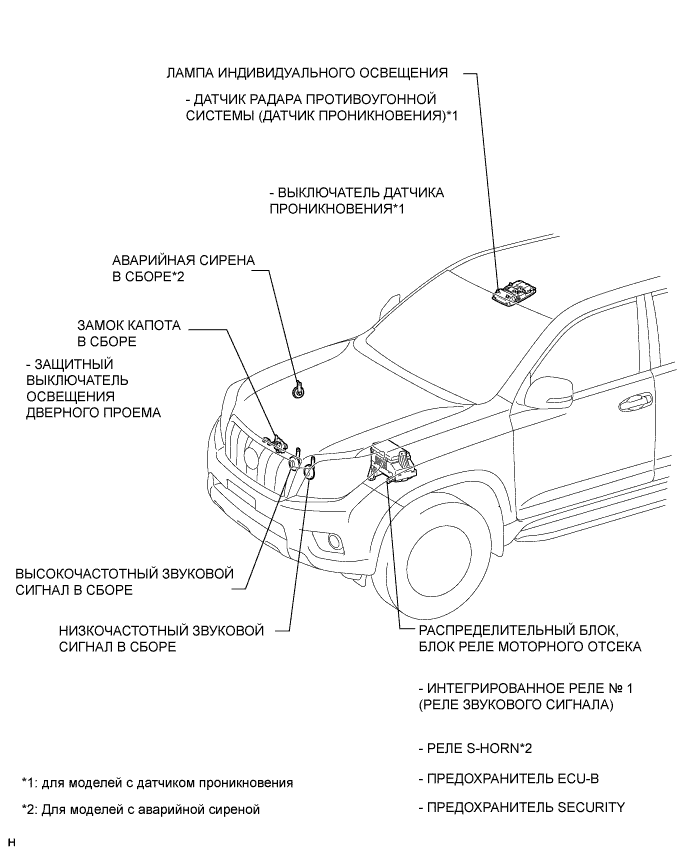 ЛАМПА ИНДИВИДУАЛЬНОГО ОСВЕЩЕНИЯ
- ДАТЧИК РАДАРА ПРОТИВОУГОННОЙ
СИСТЕМЫ (ДАТЧИК ПРОНИКНОВЕНИЯ)*1
- ВЫКЛЮЧАТЕЛЬ ДАТЧИКА
ПРОНИКНОВЕНИЯ*1
АВАРИЙНАЯ СИРЕНА
В СБОРЕ*2
ЗАМОК КАПОТА
В СБОРЕ
- ЗАЩИТНЫЙ
ВЫКЛЮЧАТЕЛЬ
ОСВЕЩЕНИЯ
ДВЕРНОГО ПРОЕМА
ВЫСОКОЧАСТОТНЫЙ ЗВУКОВОЙ
СИГНАЛ В СБОРЕ
НИЗКОЧАСТОТНЫЙ ЗВУКОВОЙ
СИГНАЛ В СБОРЕ
РАСПРЕДЕЛИТЕЛЬНЫЙ БЛОК,
БЛОК РЕЛЕ МОТОРНОГО ОТСЕКА
- ИНТЕГРИРОВАННОЕ РЕЛЕ № 1
(РЕЛЕ ЗВУКОВОГО СИГНАЛА)
- РЕЛЕ S-HORN*2
- ПРЕДОХРАНИТЕЛЬ ECU-B
- ПРЕДОХРАНИТЕЛЬ SECURITY
*1: для моделей с датчиком проникновения
*2: Для моделей с аварийной сиреной
H